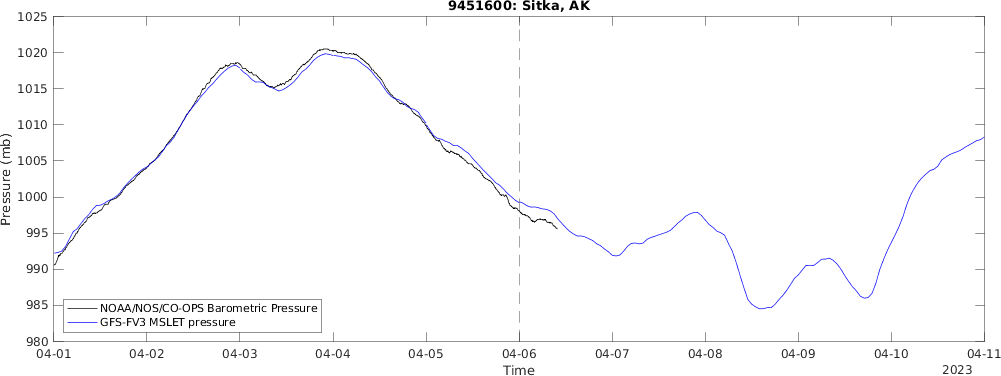 9451600: Sitka, AK
1025
1020
1015
1010
1005
1000
995
990
985
980
Pressure (mb)
NOAA/NOS/CO-OPS Barometric Pressure
GFS-FV3 MSLET pressure
04-01 04-02 04-03 04-04 04-05 04-06 04-07 04-08 04-09 04-10 04-11
Time
2023